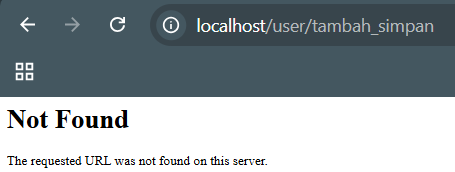 localhost/user/tambah_simpan
Not Found
The requested URL was not found on this server.